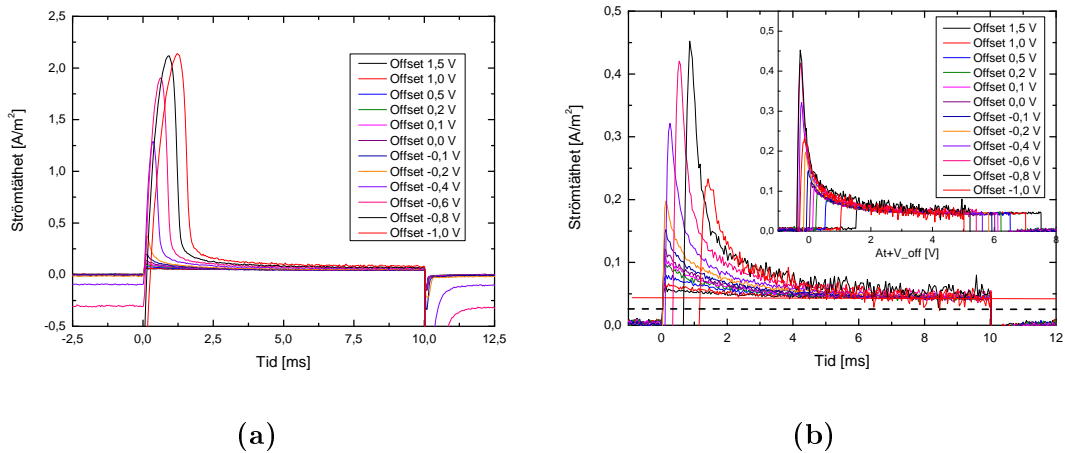 2,5
2,0
1,5
1,0
0,5
0,0
-0,5
Strömtäthet [A/m²]
-2,5
0,0
2,5
5,0
7,5
10,0
12,5
Tid [ms]
Offset 1,5 V
Offset 1,0 V
Offset 0,5 V
Offset 0,2 V
Offset 0,1 V
Offset 0,0 V
Offset -0,1 V
Offset -0,2 V
Offset -0,4 V
Offset -0,6 V
Offset -0,8 V
Offset -1,0 V
(a)
0,5
0,4
0,3
0,2
0,1
0,0
Strömtäthet [A/m²]
0
2
4
6
8
10
12
Tid [ms]
0,5
0,4
0,3
0,2
0,1
0,0
0
2
4
6
8
At+V_off [V]
Offset 1,5 V
Offset 1,0 V
Offset 0,5 V
Offset 0,2 V
Offset 0,1 V
Offset 0,0 V
Offset -0,1 V
Offset -0,2 V
Offset -0,4 V
Offset -0,6 V
Offset -0,8 V
Offset -1,0 V
(b)